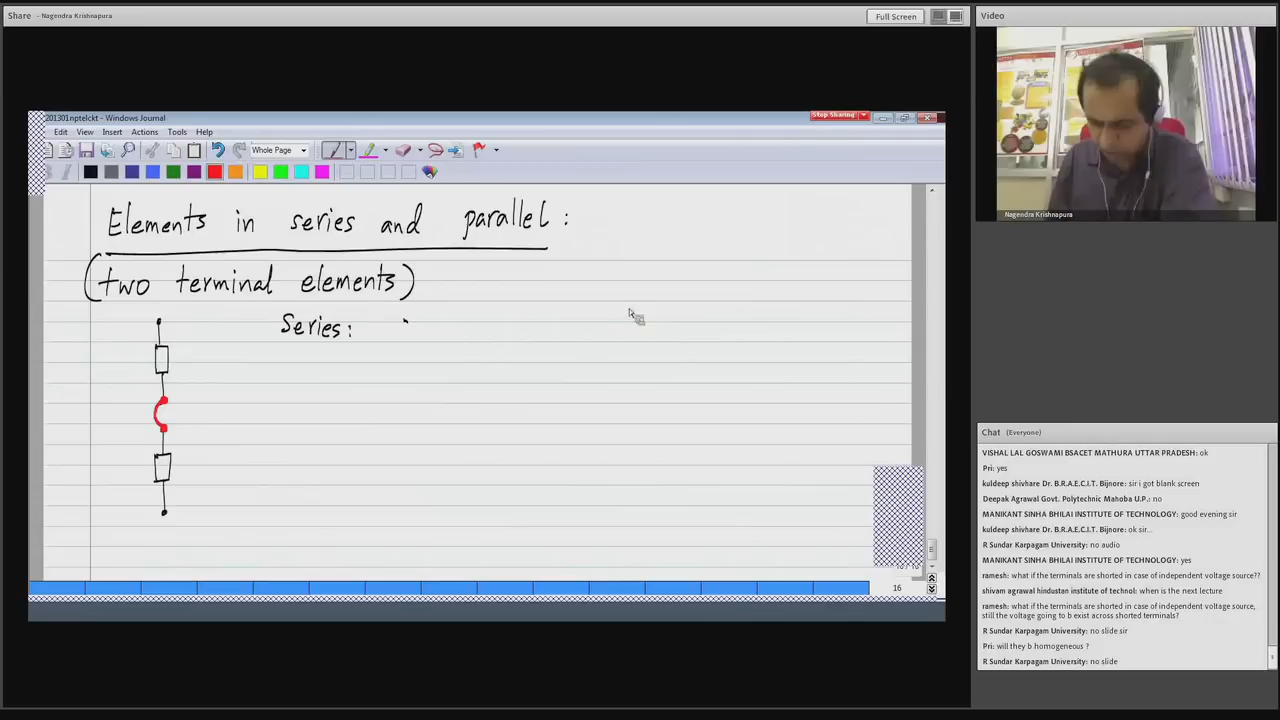 Share - Nagendra Krishnapura
Full Screen
Video
201301nptelckt - Windows Journal
Stop Sharing
Edit View Insert Actions Tools Help
Whole Page
Elements in series and parallel:
(two terminal elements)
Series:
16
Nagendra Krishnapura
Chat (Everyone)
VISHAL LAL GOSWAMI BSACET MATHURA UTTAR PRADESH: ok
Pri: yes
kuldeep shivhare Dr. B.R.A.E.C.I.T. Bijnore: sir i got blank screen
Deepak Agrawal Govt. Polytechnic Mahoba U.P.: no
MANIKANT SINHA BHILAI INSTITUTE OF TECHNOLOGY: good evening sir
kuldeep shivhare Dr. B.R.A.E.C.I.T. Bijnore: ok sir...
R Sundar Karpagam University: no audio
MANIKANT SINHA BHILAI INSTITUTE OF TECHNOLOGY: yes
ramesh: what if the terminals are shorted in case of independent voltage source??
shivam agrawal hindustan institute of technol: when is the next lecture
ramesh: what if the terminals are shorted in case of independent voltage source,
still the voltage going to b exist across shorted terminals?
R Sundar Karpagam University: no slide sir
Pri: will they b homogeneous ?
R Sundar Karpagam University: no slide